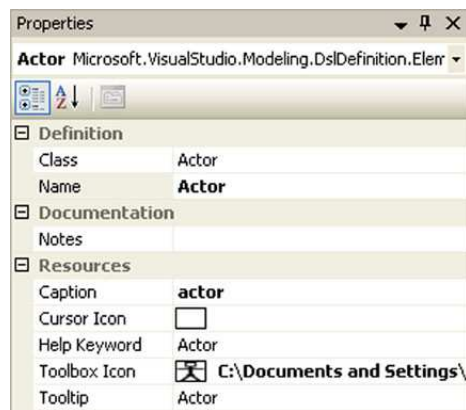 Properties
Actor Microsoft.VisualStudio.Modeling.DslDefinition.Elem
Definition
Class Actor
Name Actor
Documentation
Notes
Resources
Caption actor
Cursor Icon
Help Keyword Actor
Toolbox Icon C:\Documents and Settings\
Tooltip Actor